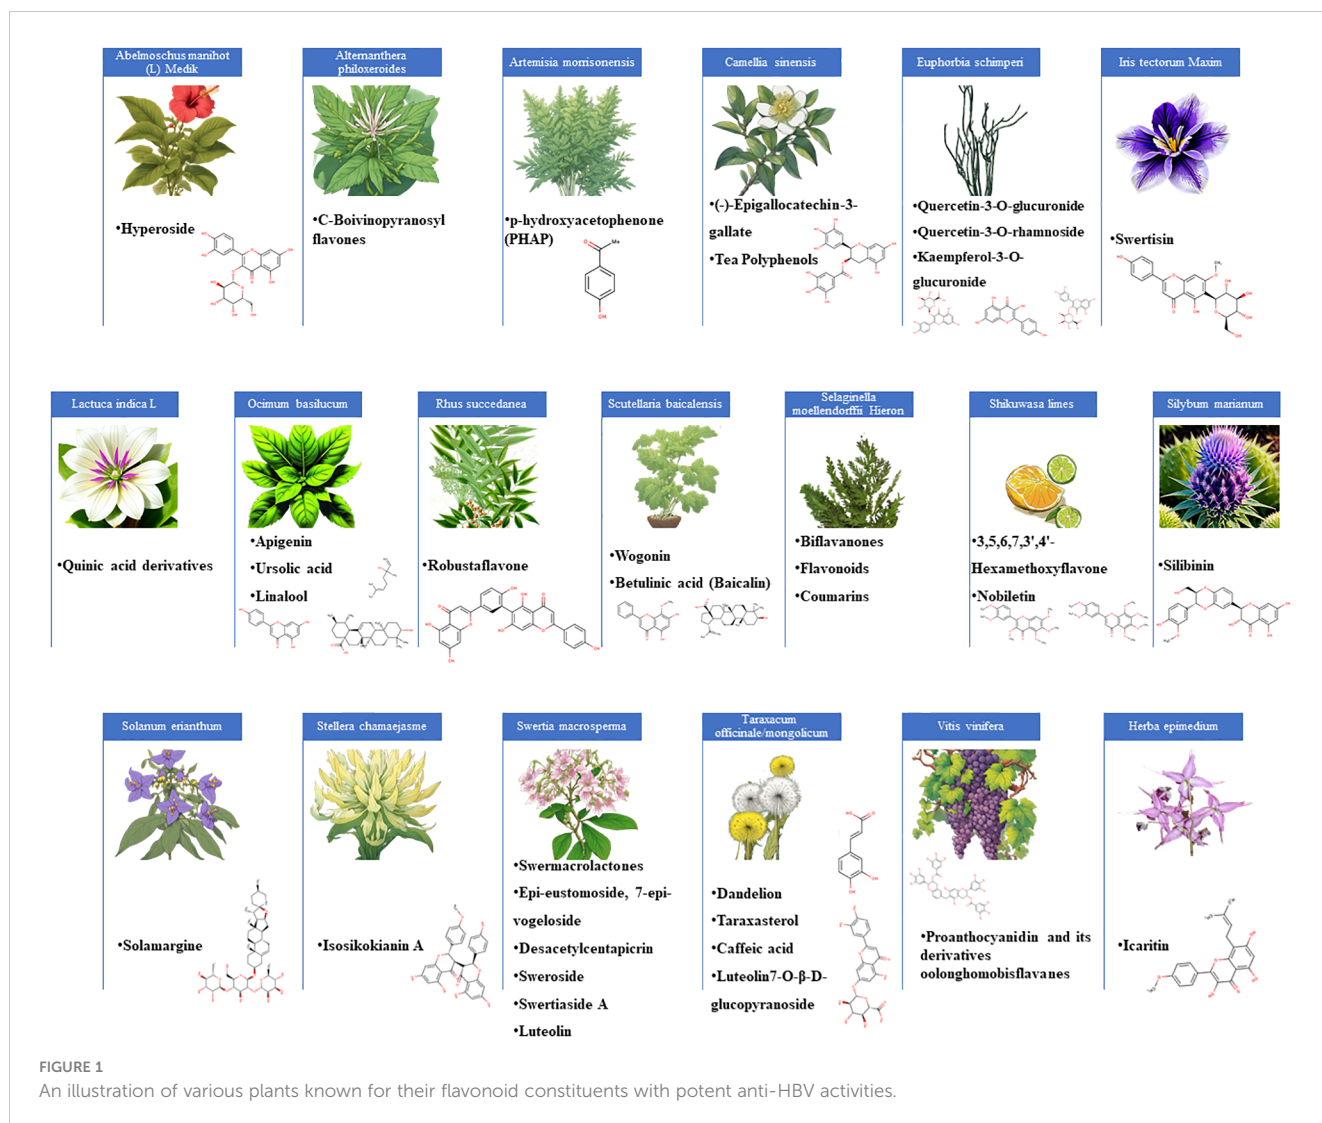 Abelmoschus manihot
(L) Medik
•Hyperoside
Alternanthera
philoxeroides
•C-Boivinopyranosyl
flavones
Artemisia morrisonensis
•p-hydroxyacetophenone
(PHAP)
Camellia sinensis
•(-)-Epigallocatechin-3-
gallate
•Tea Polyphenols
Euphorbia schimperi
•Quercetin-3-O-glucuronide
•Quercetin-3-O-rhamnoside
•Kaempferol-3-O-
glucuronide
Iris tectorum Maxim
•Swertisin
Lactuca indica L
•Quinic acid derivatives
Ocimum basilucum
•Apigenin
•Ursolic acid
•Linalool
Rhus succedanea
•Robustaflavone
Scutellaria baicalensis
•Wogonin
•Betulinic acid (Baicalin)
Selaginella
moellendorffii Hieron
•Biflavanones
•Flavonoids
•Coumarins
Shikuwasa limes
•3,5,6,7,3',4'-
Hexamethoxyflavone
•Nobiletin
Silybum marianum
•Silibinin
Solanum erianthum
•Solamargine
Stellera chamaejasme
•Isosikokianin A
Swertia macrosperma
•Swermacrolactones
•Epi-eustomoside, 7-epi-
vogeloside
•Desacetylcentapicrin
•Sweroside
•Swertiaside A
•Luteolin
Taraxacum
officinale/mongolicum
•Dandelion
•Taraxasterol
•Caffeic acid
•Luteolin7-O-β-D-
glucopyranoside
Vitis vinifera
•Proanthocyanidin and its
derivatives
oolonghomobisflavanes
Herba epimedium
•Icaritin
FIGURE 1
An illustration of various plants known for their flavonoid constituents with potent anti-HBV activities.